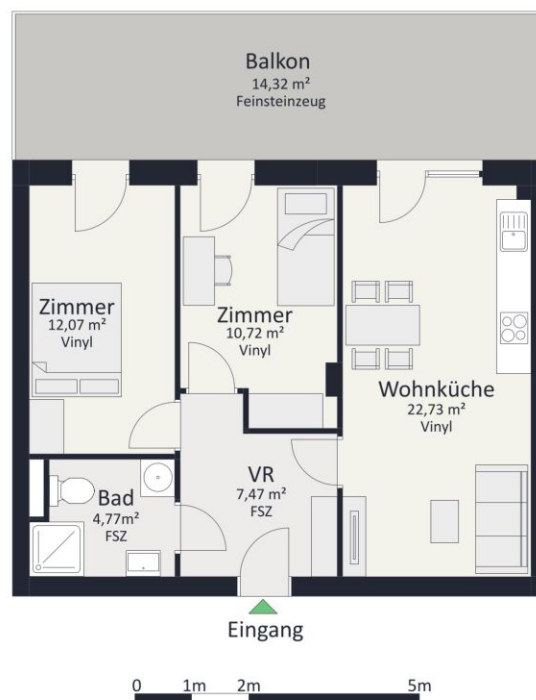 Balkon
14,32 m²
Feinsteinzeug
Zimmer
12,07 m²
Vinyl
Zimmer
10,72 m²
Vinyl
Wohnküche
22,73 m²
Vinyl
Bad
4,77m²
FSZ
VR
7,47 m²
FSZ
Eingang
0 1m 2m 5m